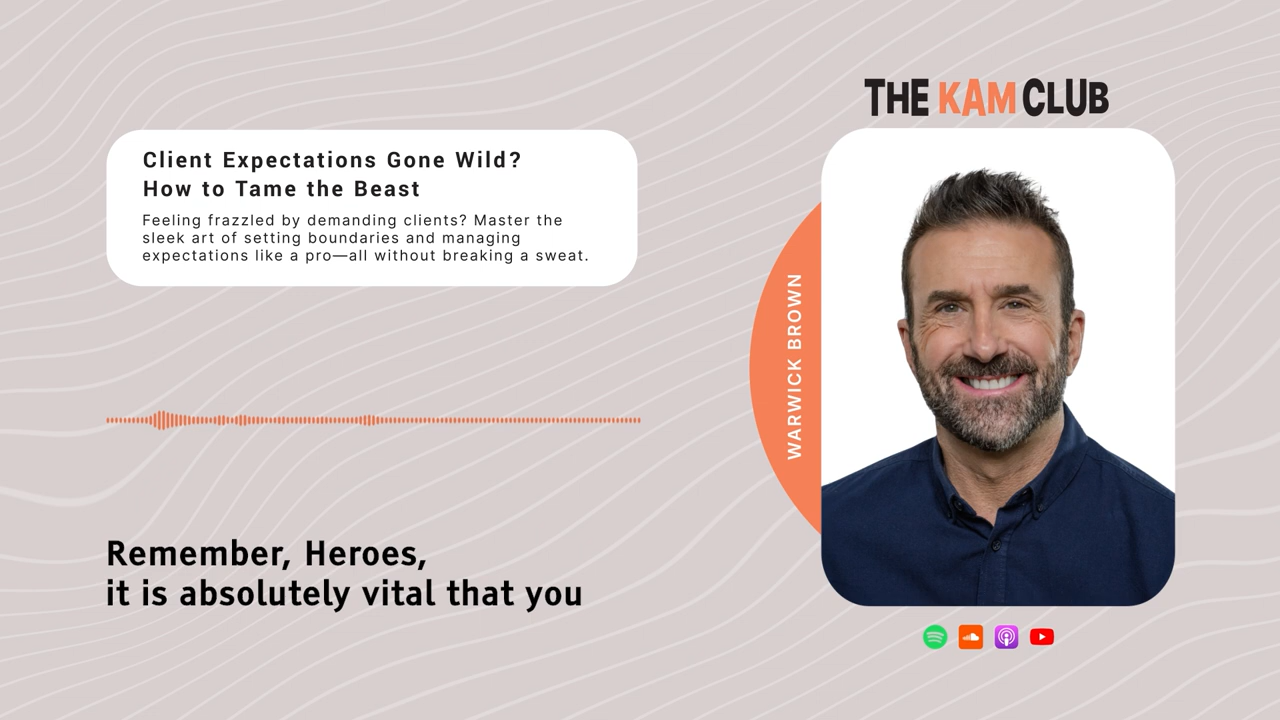 THE KAM CLUB
Client Expectations Gone Wild?
How to Tame the Beast
Feeling frazzled by demanding clients? Master the
sleek art of setting boundaries and managing
expectations like a pro—all without breaking a sweat.
WARWICK BROWN
Remember, Heroes,
it is absolutely vital that you